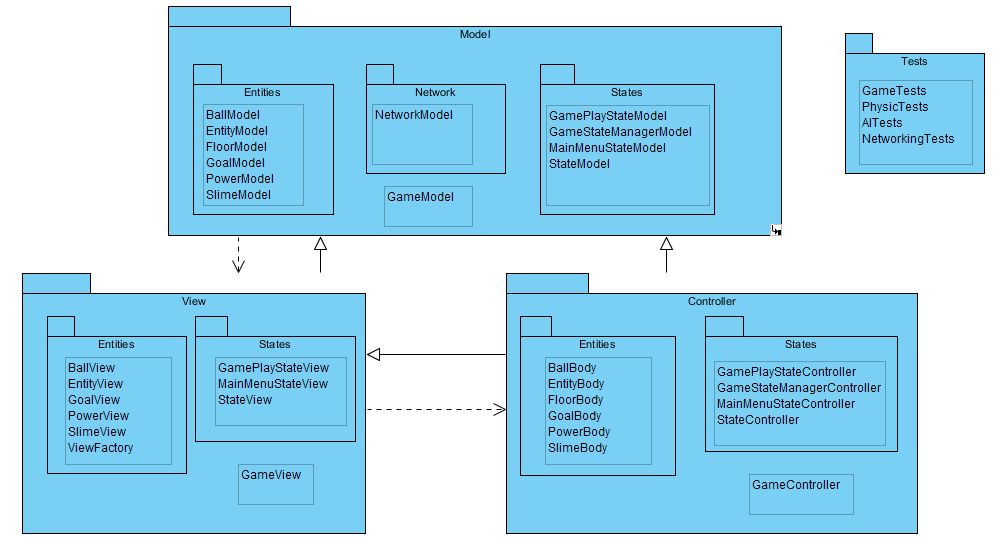 Model
Entities
BallModel
EntityModel
FloorModel
GoalModel
PowerModel
SlimeModel
Network
NetworkModel
GameModel
States
GamePlayStateModel
GameStateManagerModel
MainMenuStateModel
StateModel
Tests
GameTests
PhysicTests
AITests
NetworkingTests
View
Entities
BallView
EntityView
GoalView
PowerView
SlimeView
ViewFactory
States
GamePlayStateView
MainMenuStateView
StateView
GameView
Controller
Entities
BallBody
EntityBody
FloorBody
GoalBody
PowerBody
SlimeBody
States
GamePlayStateController
GameStateManagerController
MainMenuStateController
StateController
GameController